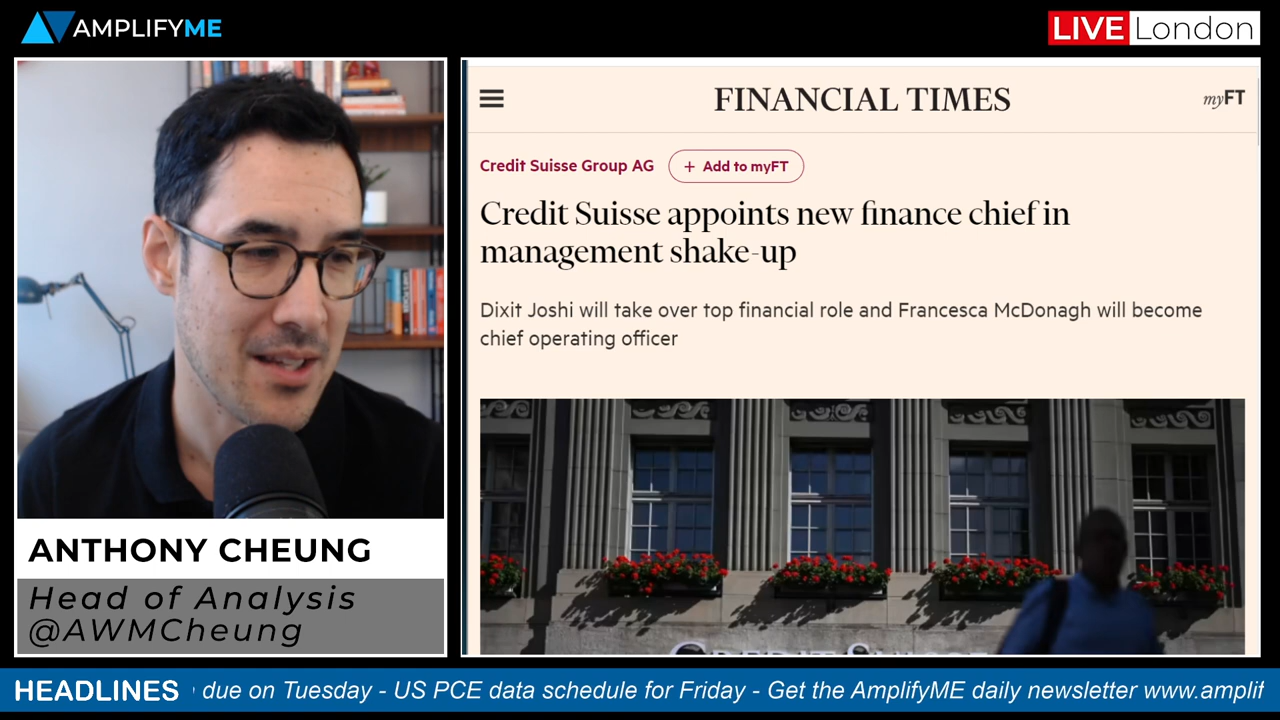 AMPLIFYME
LIVE London
FINANCIAL TIMES
myFT
Credit Suisse Group AG
+ Add to myFT
Credit Suisse appoints new finance chief in
management shake-up
Dixit Joshi will take over top financial role and Francesca McDonagh will become
chief operating officer
ANTHONY CHEUNG
Head of Analysis
@AWMCheung
HEADLINES
due on Tuesday - US PCE data schedule for Friday - Get the AmplifyME daily newsletter www.amplif